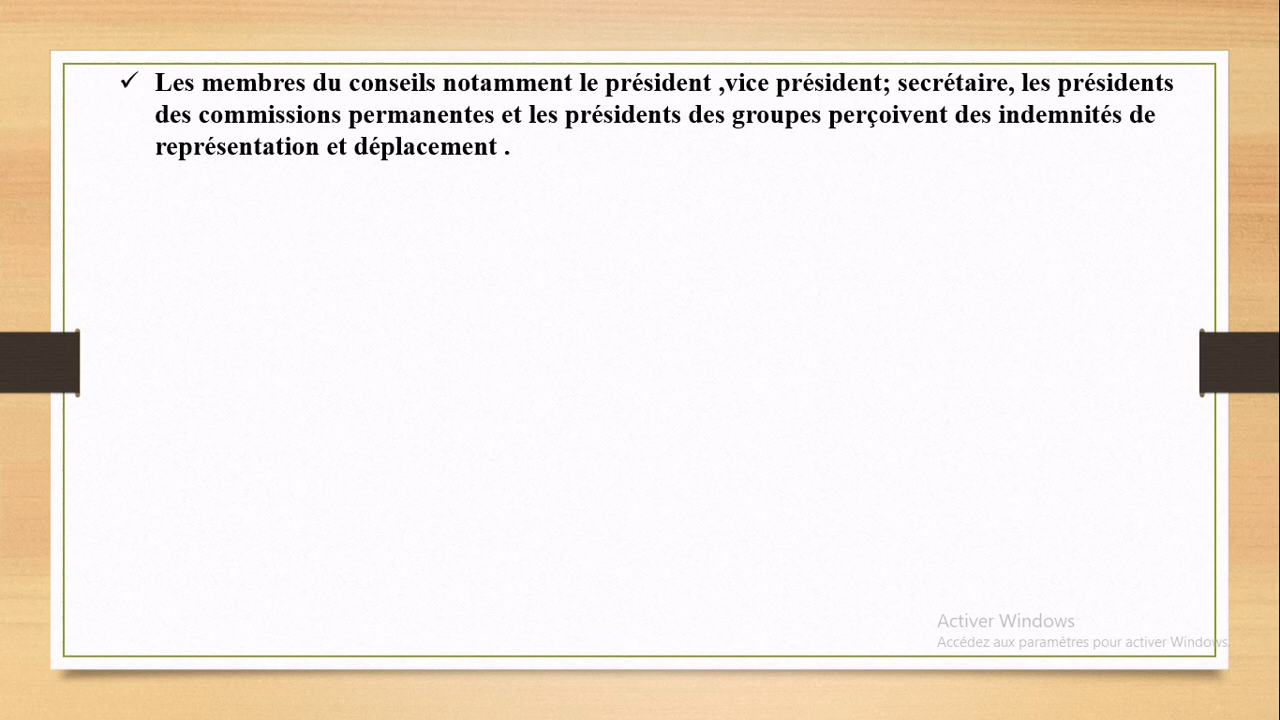 ✓ Les membres du conseils notamment le président ,vice président; secrétaire, les présidents
des commissions permanentes et les présidents des groupes perçoivent des indemnités de
représentation et déplacement .
Activer Windows
Accédez aux paramètres pour activer Windows.